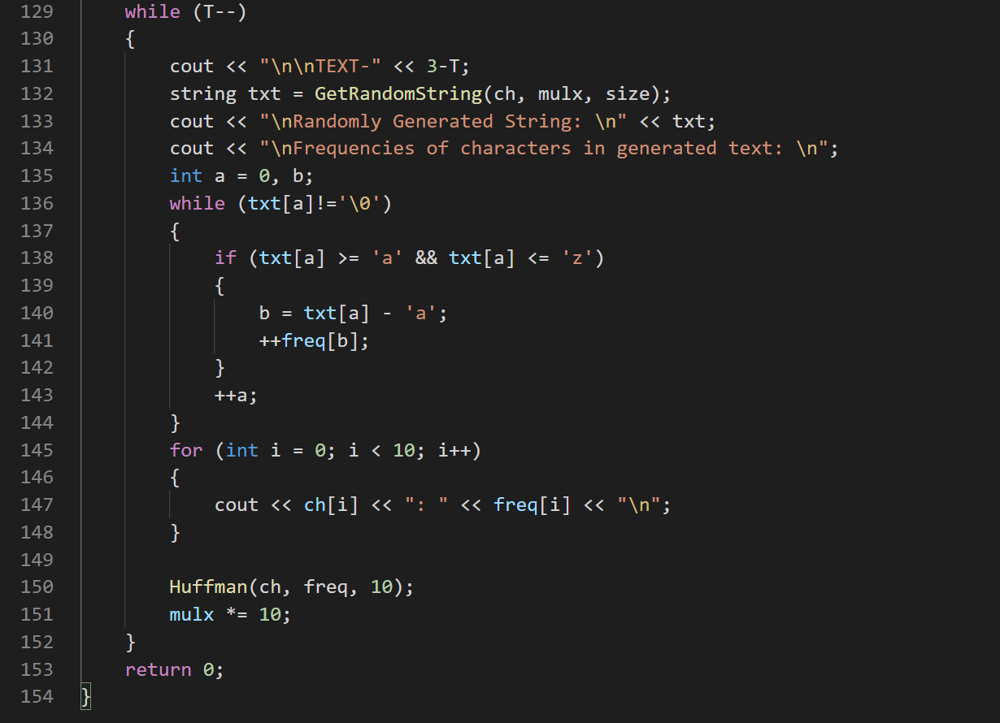 129 while (T--)
130 {
131 cout << "\n\nTEXT-" << 3-T;
132 string txt = GetRandomString(ch, mulx, size);
133 cout << "\nRandomly Generated String: \n" << txt;
134 cout << "\nFrequencies of characters in generated text: \n";
135 int a = 0, b;
136 while (txt[a]!='\0')
137 {
138 if (txt[a] >= 'a' && txt[a] <= 'z')
139 {
140 b = txt[a] - 'a';
141 ++freq[b];
142 }
143 ++a;
144 }
145 for (int i = 0; i < 10; i++)
146 {
147 cout << ch[i] << ": " << freq[i] << "\n";
148 }
149
150 Huffman(ch, freq, 10);
151 mulx *= 10;
152 }
153 return 0;
154 }